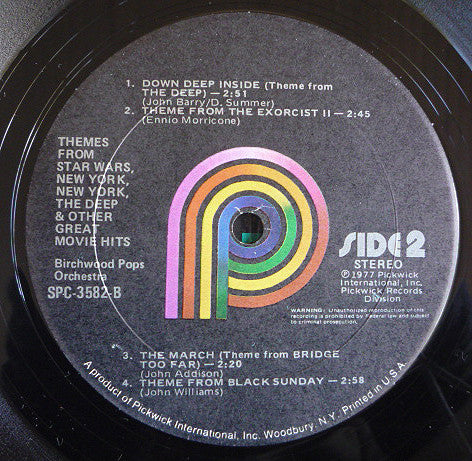 1. DOWN DEEP INSIDE (Theme from
THE DEEP) — 2:51
(John Barry/D. Summer)
2. THEME FROM THE EXORCIST II — 2:45
(Ennio Morricone)
THEMES
FROM
STAR WARS,
NEW YORK,
NEW YORK,
THE DEEP
& OTHER
GREAT
MOVIE HITS
Birchwood Pops
Orchestra
SPC-3582-B
SIDE 2
STEREO
℗1977 Pickwick
International, Inc.
Pickwick Records
Division
WARNING: Unauthorized reproduction of this
recording is prohibited by Federal law and subject
to criminal prosecution.
3. THE MARCH (Theme from BRIDGE
TOO FAR) — 2:20
(John Addison)
4. THEME FROM BLACK SUNDAY — 2:58
(John Williams)
A product of Pickwick International, Inc. Woodbury, N.Y. Printed in U.S.A.